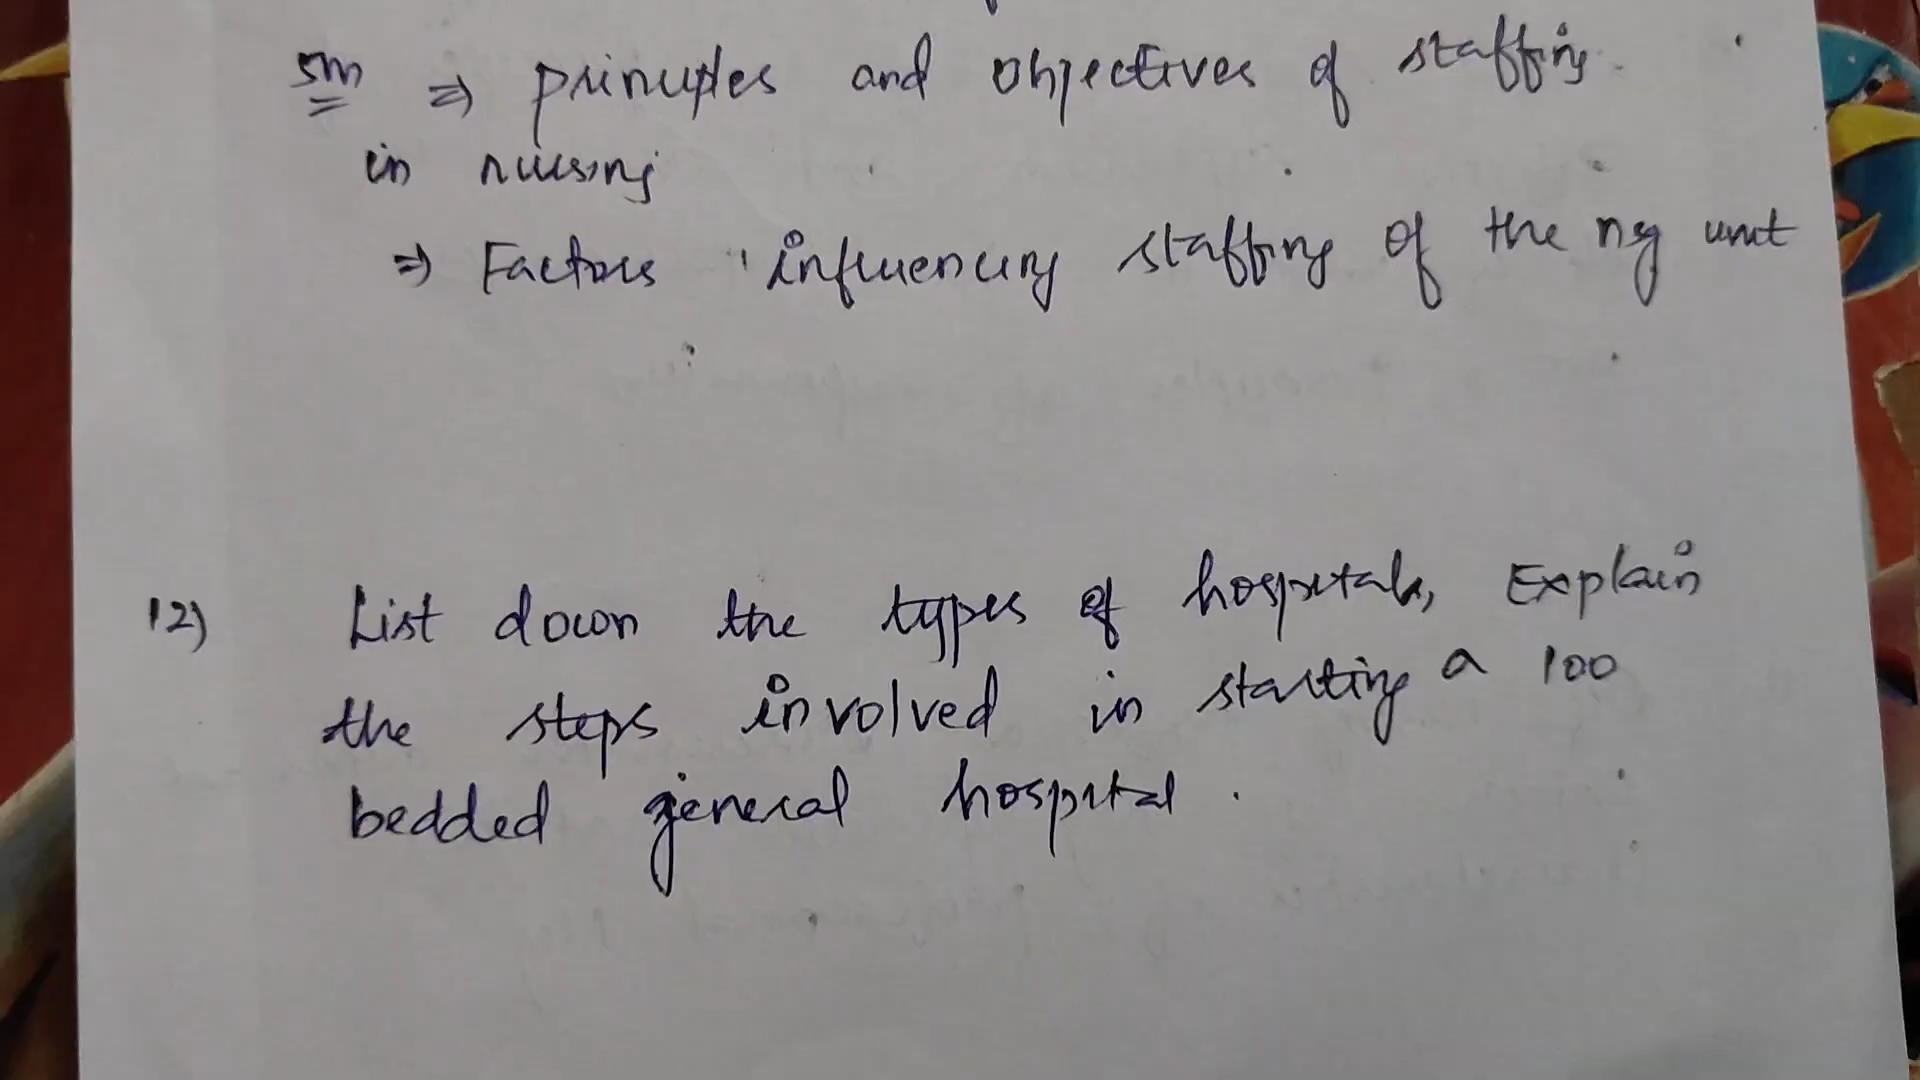 5m ⇒ principles and objectives of staffing
in nursing
⇒ Factors influencing staffing of the nsg unit
12) List down the types of hospitals, Explain
the steps involved in starting a 100
bedded general hospital.